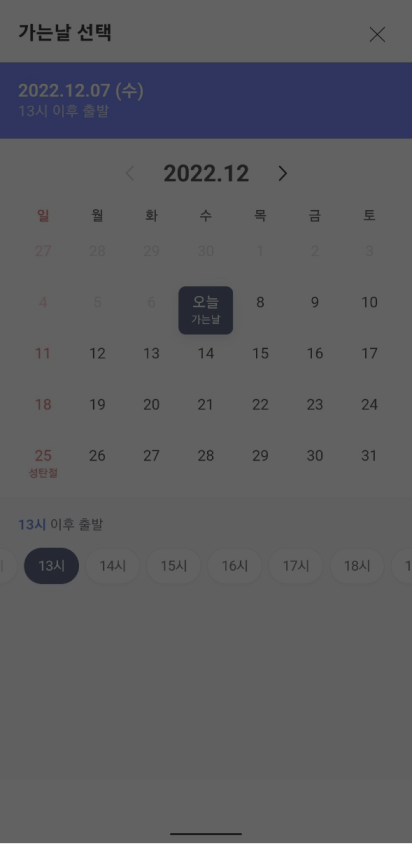 가는날 선택
2022.12.07 (수)
13시 이후 출발
2022.12
일 월 화 수 목 금 토
27 28 29 30 1 2 3
4 5 6 오늘 8 9 10
가는날
11 12 13 14 15 16 17
18 19 20 21 22 23 24
25 26 27 28 29 30 31
성탄절
13시 이후 출발
13시 14시 15시 16시 17시 18시